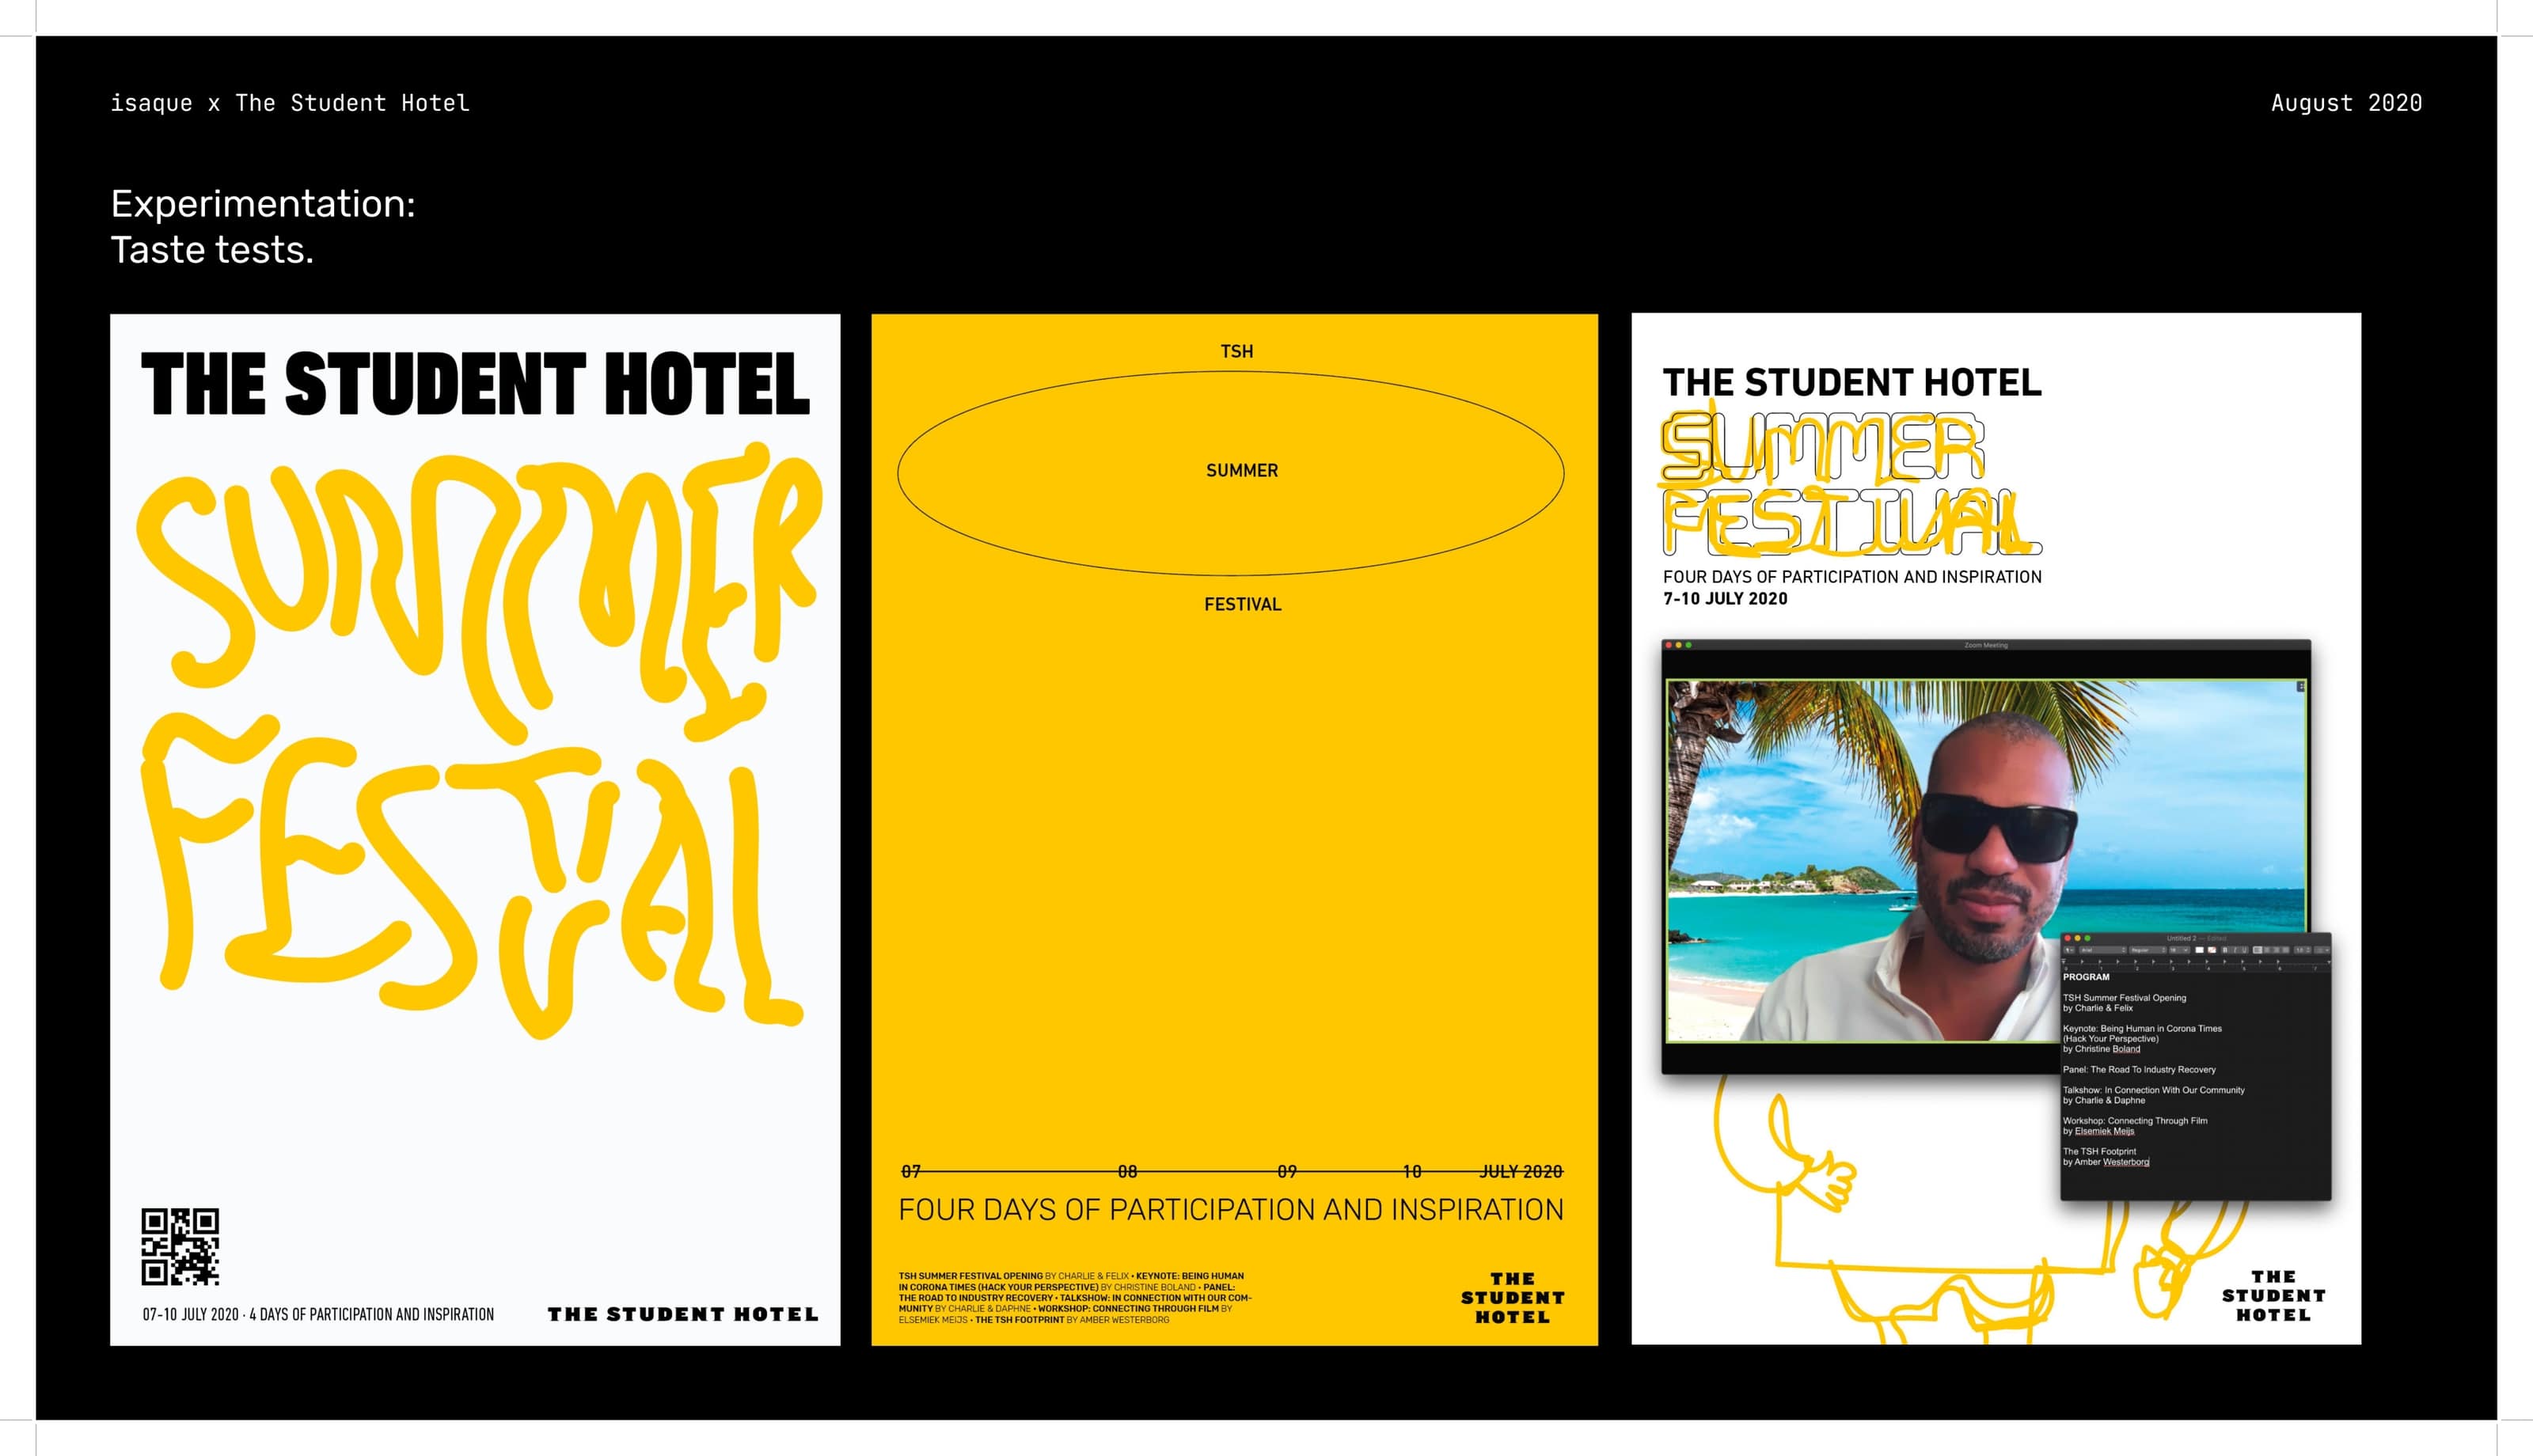 isaque x The Student Hotel
August 2020
Experimentation:
Taste tests.
THE STUDENT HOTEL
SUMMER
FESTIVAL
07-10 JULY 2020 · 4 DAYS OF PARTICIPATION AND INSPIRATION
THE STUDENT HOTEL
TSH
SUMMER
FESTIVAL
07 08 09 10 JULY 2020
FOUR DAYS OF PARTICIPATION AND INSPIRATION
TSH SUMMER FESTIVAL OPENING BY CHARLIE & FELIX • KEYNOTE: BEING HUMAN
IN CORONA TIMES (HACK YOUR PERSPECTIVE) BY CHRISTINE BOLAND • PANEL:
THE ROAD TO INDUSTRY RECOVERY • TALKSHOW: IN CONNECTION WITH OUR COM-
MUNITY BY CHARLIE & DAPHNE • WORKSHOP: CONNECTING THROUGH FILM BY
ELSEMIEK MEIJS • THE TSH FOOTPRINT BY AMBER WESTERBORG
THE
STUDENT
HOTEL
THE STUDENT HOTEL
SUMMER
FESTIVAL
FOUR DAYS OF PARTICIPATION AND INSPIRATION
7-10 JULY 2020
Zoom Meeting
Untitled 2 — Edited
PROGRAM
TSH Summer Festival Opening
by Charlie & Felix
Keynote: Being Human in Corona Times
(Hack Your Perspective)
by Christine Boland
Panel: The Road To Industry Recovery
Talkshow: In Connection With Our Community
by Charlie & Daphne
Workshop: Connecting Through Film
by Elsemiek Meijs
The TSH Footprint
by Amber Westerborg
THE
STUDENT
HOTEL